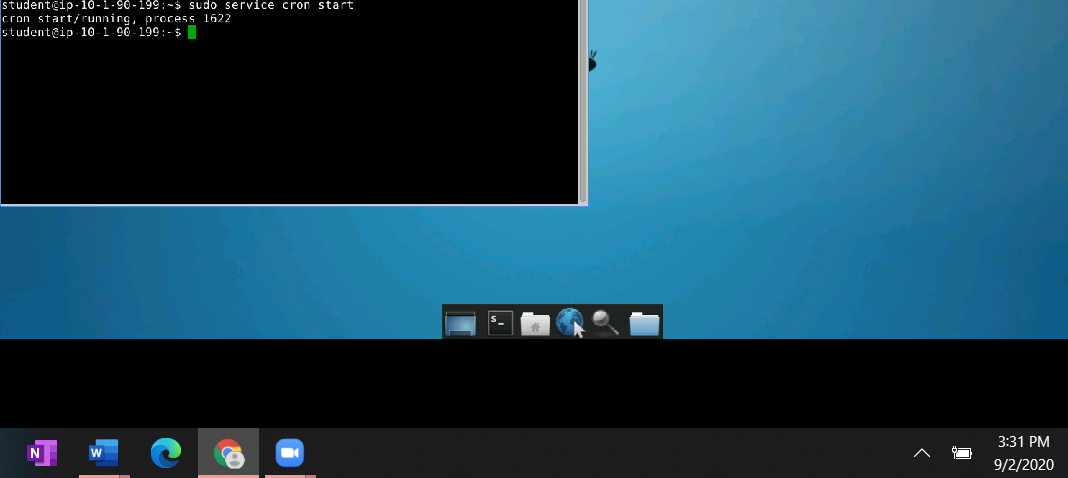 student@ip-10-1-90-199:~$ sudo service cron start
cron start/running, process 1622
student@ip-10-1-90-199:~$
$_
N
W
3:31 PM
9/2/2020